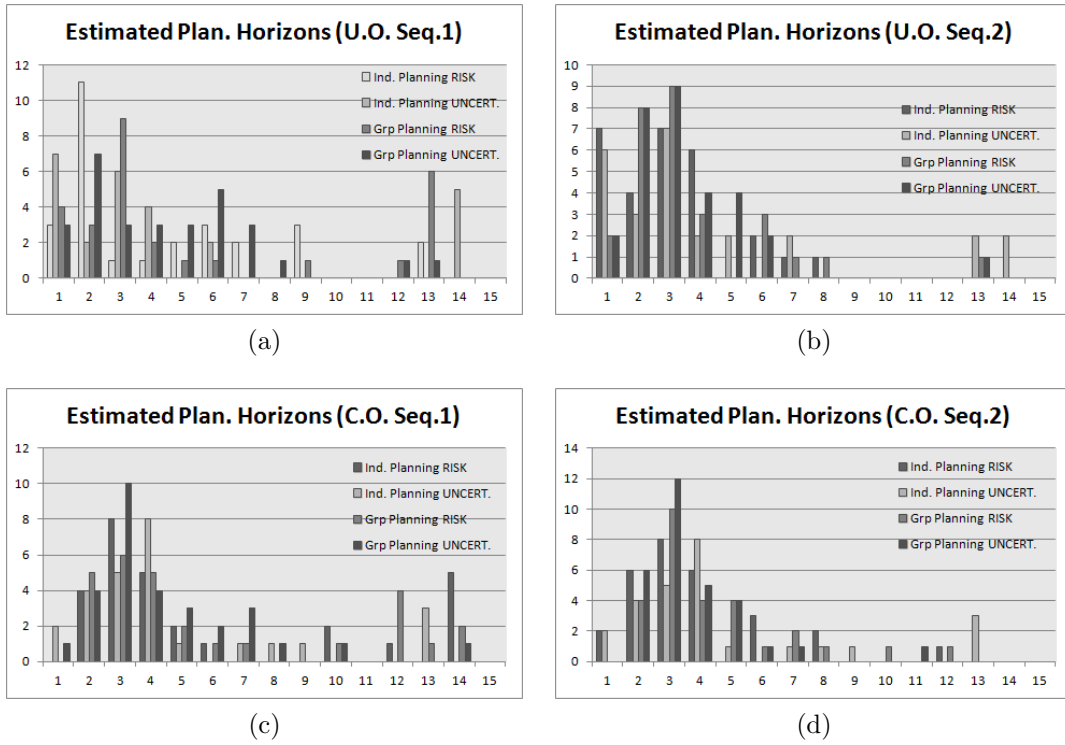 Estimated Plan. Horizons (U.O. Seq.1)
12
10
8
6
4
2
0
Ind. Planning RISK
Ind. Planning UNCERT.
Grp Planning RISK
Grp Planning UNCERT.
1 2 3 4 5 6 7 8 9 10 11 12 13 14 15
(a)
Estimated Plan. Horizons (U.O. Seq.2)
10
9
8
7
6
5
4
3
2
1
0
Ind. Planning RISK
Ind. Planning UNCERT.
Grp Planning RISK
Grp Planning UNCERT.
1 2 3 4 5 6 7 8 9 10 11 12 13 14 15
(b)
Estimated Plan. Horizons (C.O. Seq.1)
12
10
8
6
4
2
0
Ind. Planning RISK
Ind. Planning UNCERT.
Grp Planning RISK
Grp Planning UNCERT.
1 2 3 4 5 6 7 8 9 10 11 12 13 14 15
(c)
Estimated Plan. Horizons (C.O. Seq.2)
14
12
10
8
6
4
2
0
Ind. Planning RISK
Ind. Planning UNCERT.
Grp Planning RISK
Grp Planning UNCERT.
1 2 3 4 5 6 7 8 9 10 11 12 13 14 15
(d)